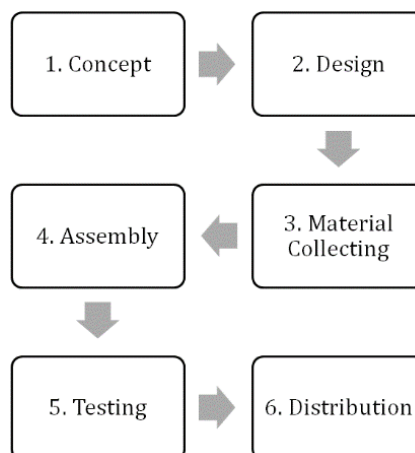 1. Concept
2. Design
3. Material
Collecting
4. Assembly
5. Testing
6. Distribution